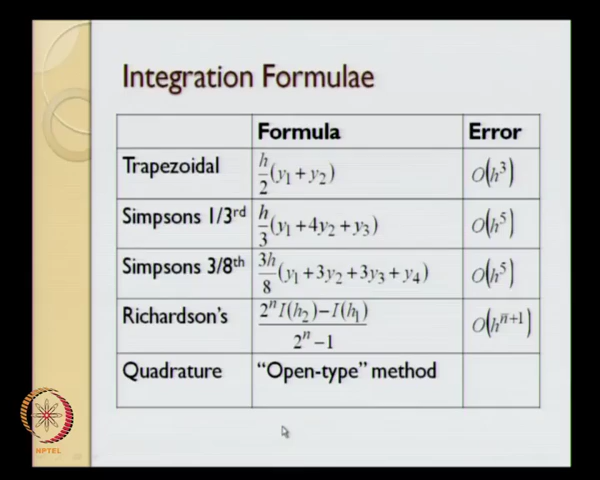 Integration Formulae
Formula Error
Trapezoidal h/2(y₁ + y₂) O(h³)
Simpsons 1/3rd h/3(y₁ + 4y₂ + y₃) O(h⁵)
Simpsons 3/8th 3h/8(y₁ + 3y₂ + 3y₃ + y₄) O(h⁵)
Richardson's 2ⁿI(h₂) − I(h₁) / 2ⁿ − 1 O(hⁿ⁺¹)
Quadrature "Open-type" method
NPTEL